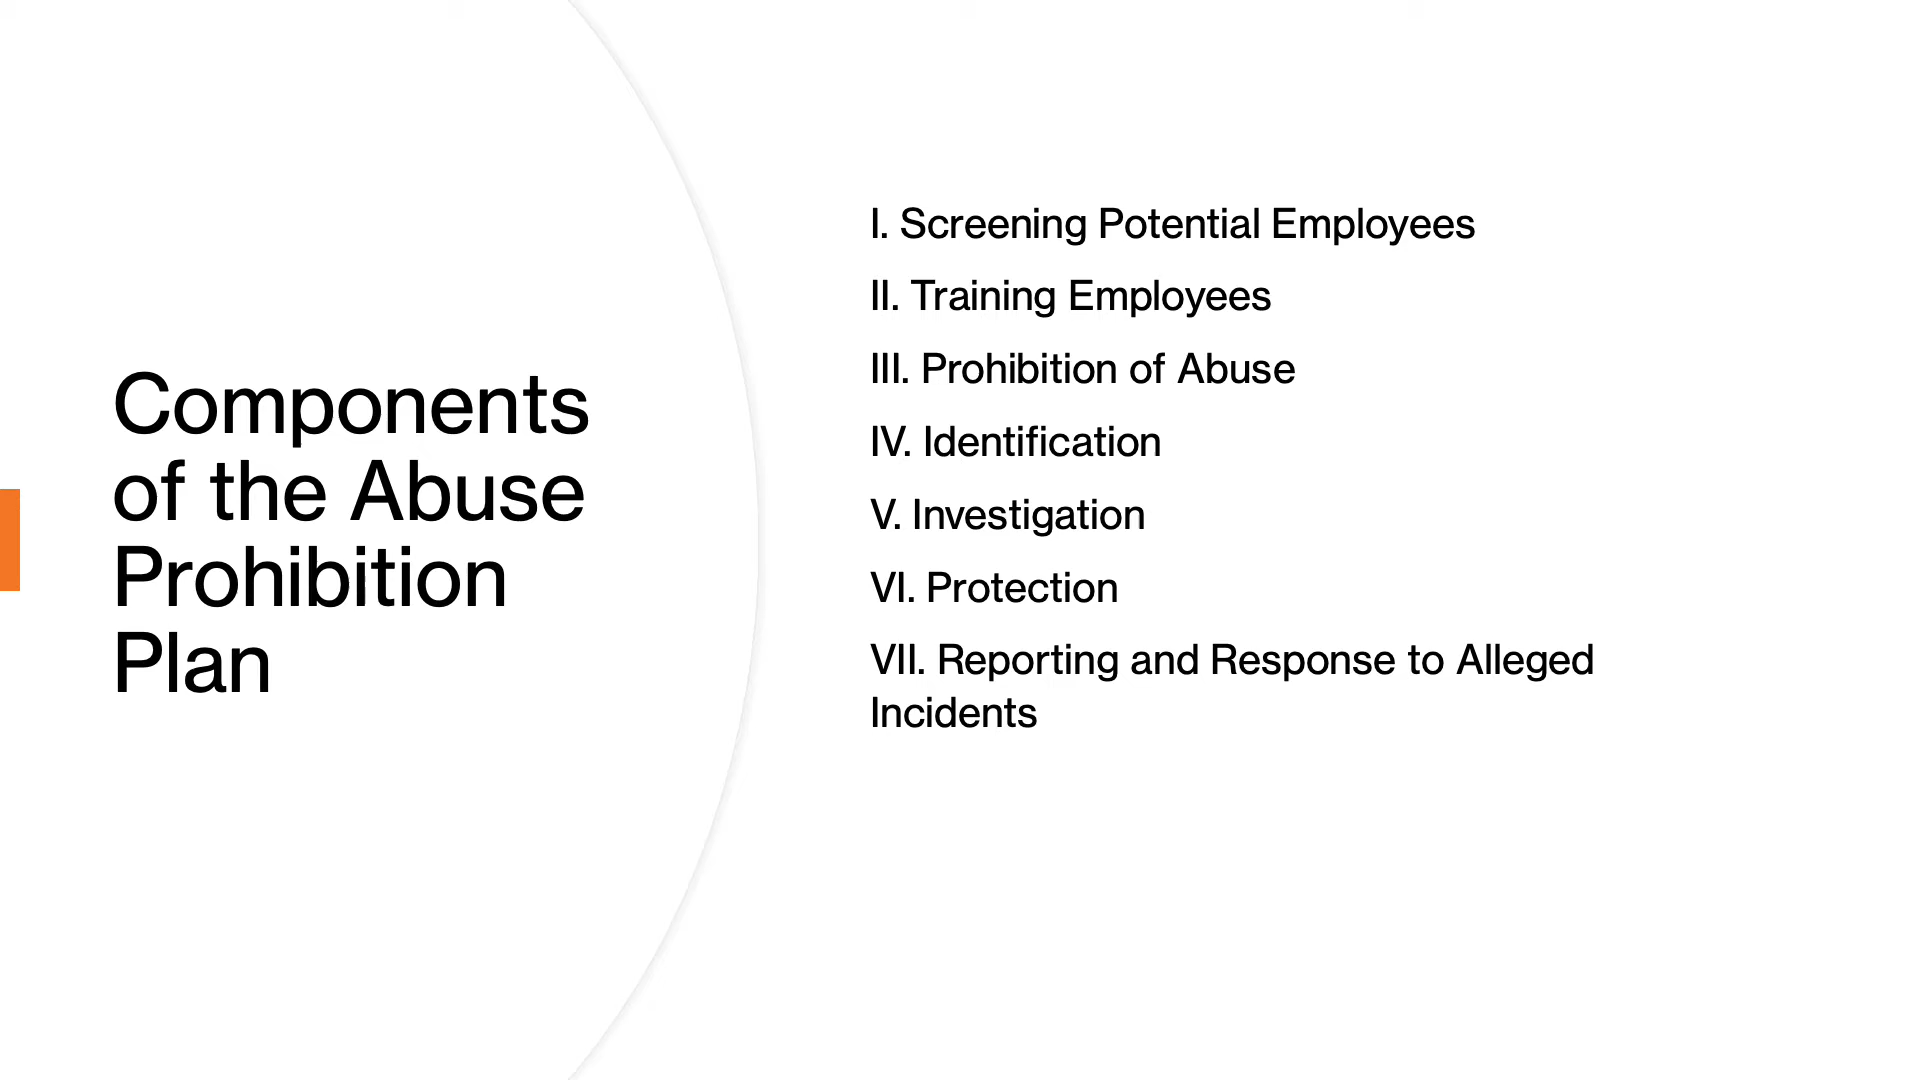 Components
of the Abuse
Prohibition
Plan
I. Screening Potential Employees
II. Training Employees
III. Prohibition of Abuse
IV. Identification
V. Investigation
VI. Protection
VII. Reporting and Response to Alleged
Incidents